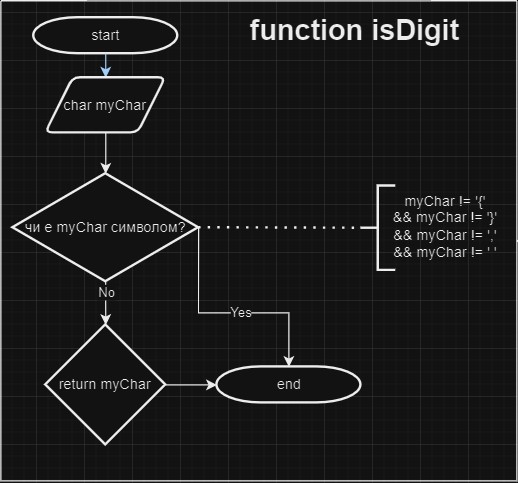 function isDigit
start
char myChar
чи є myChar символом?
myChar != '{'
&& myChar != '}'
&& myChar != ','
&& myChar != ' '
No
Yes
return myChar
end